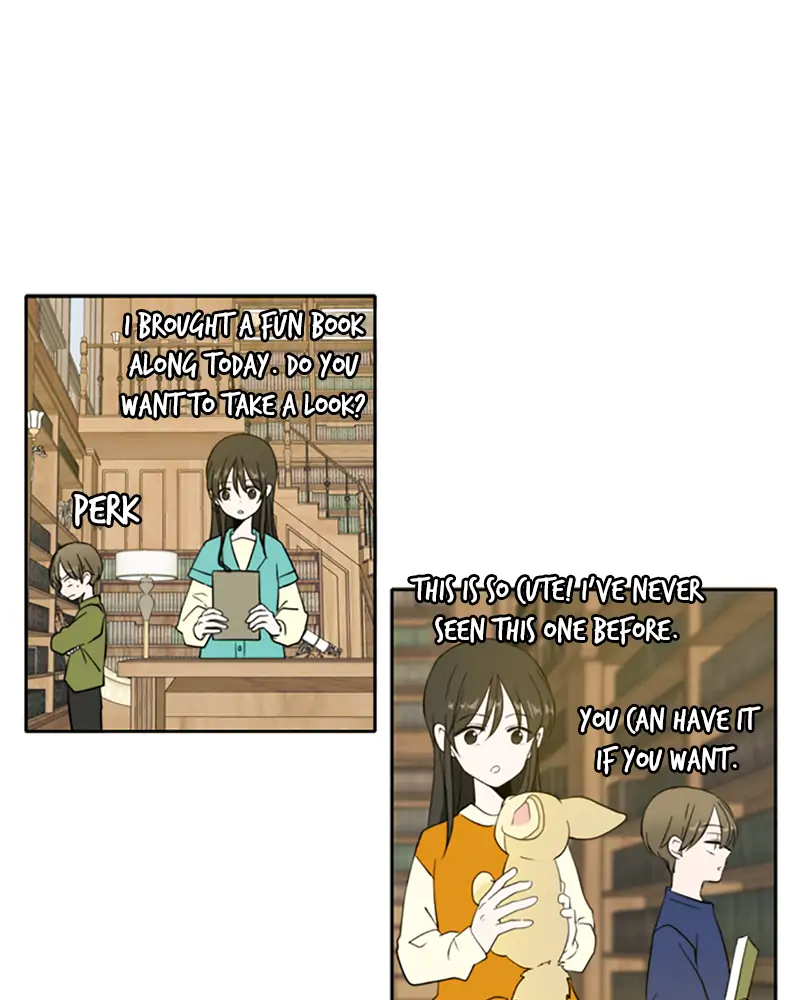 I BROUGHT A FUN BOOK
ALONG TODAY. DO YOU
WANT TO TAKE A LOOK?
PERK
THIS IS SO CUTE! I'VE NEVER
SEEN THIS ONE BEFORE.
YOU CAN HAVE IT
IF YOU WANT.